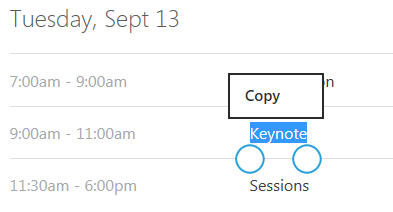 Tuesday, Sept 13
7:00am - 9:00am
Copy
9:00am - 11:00am Keynote
11:30am - 6:00pm Sessions